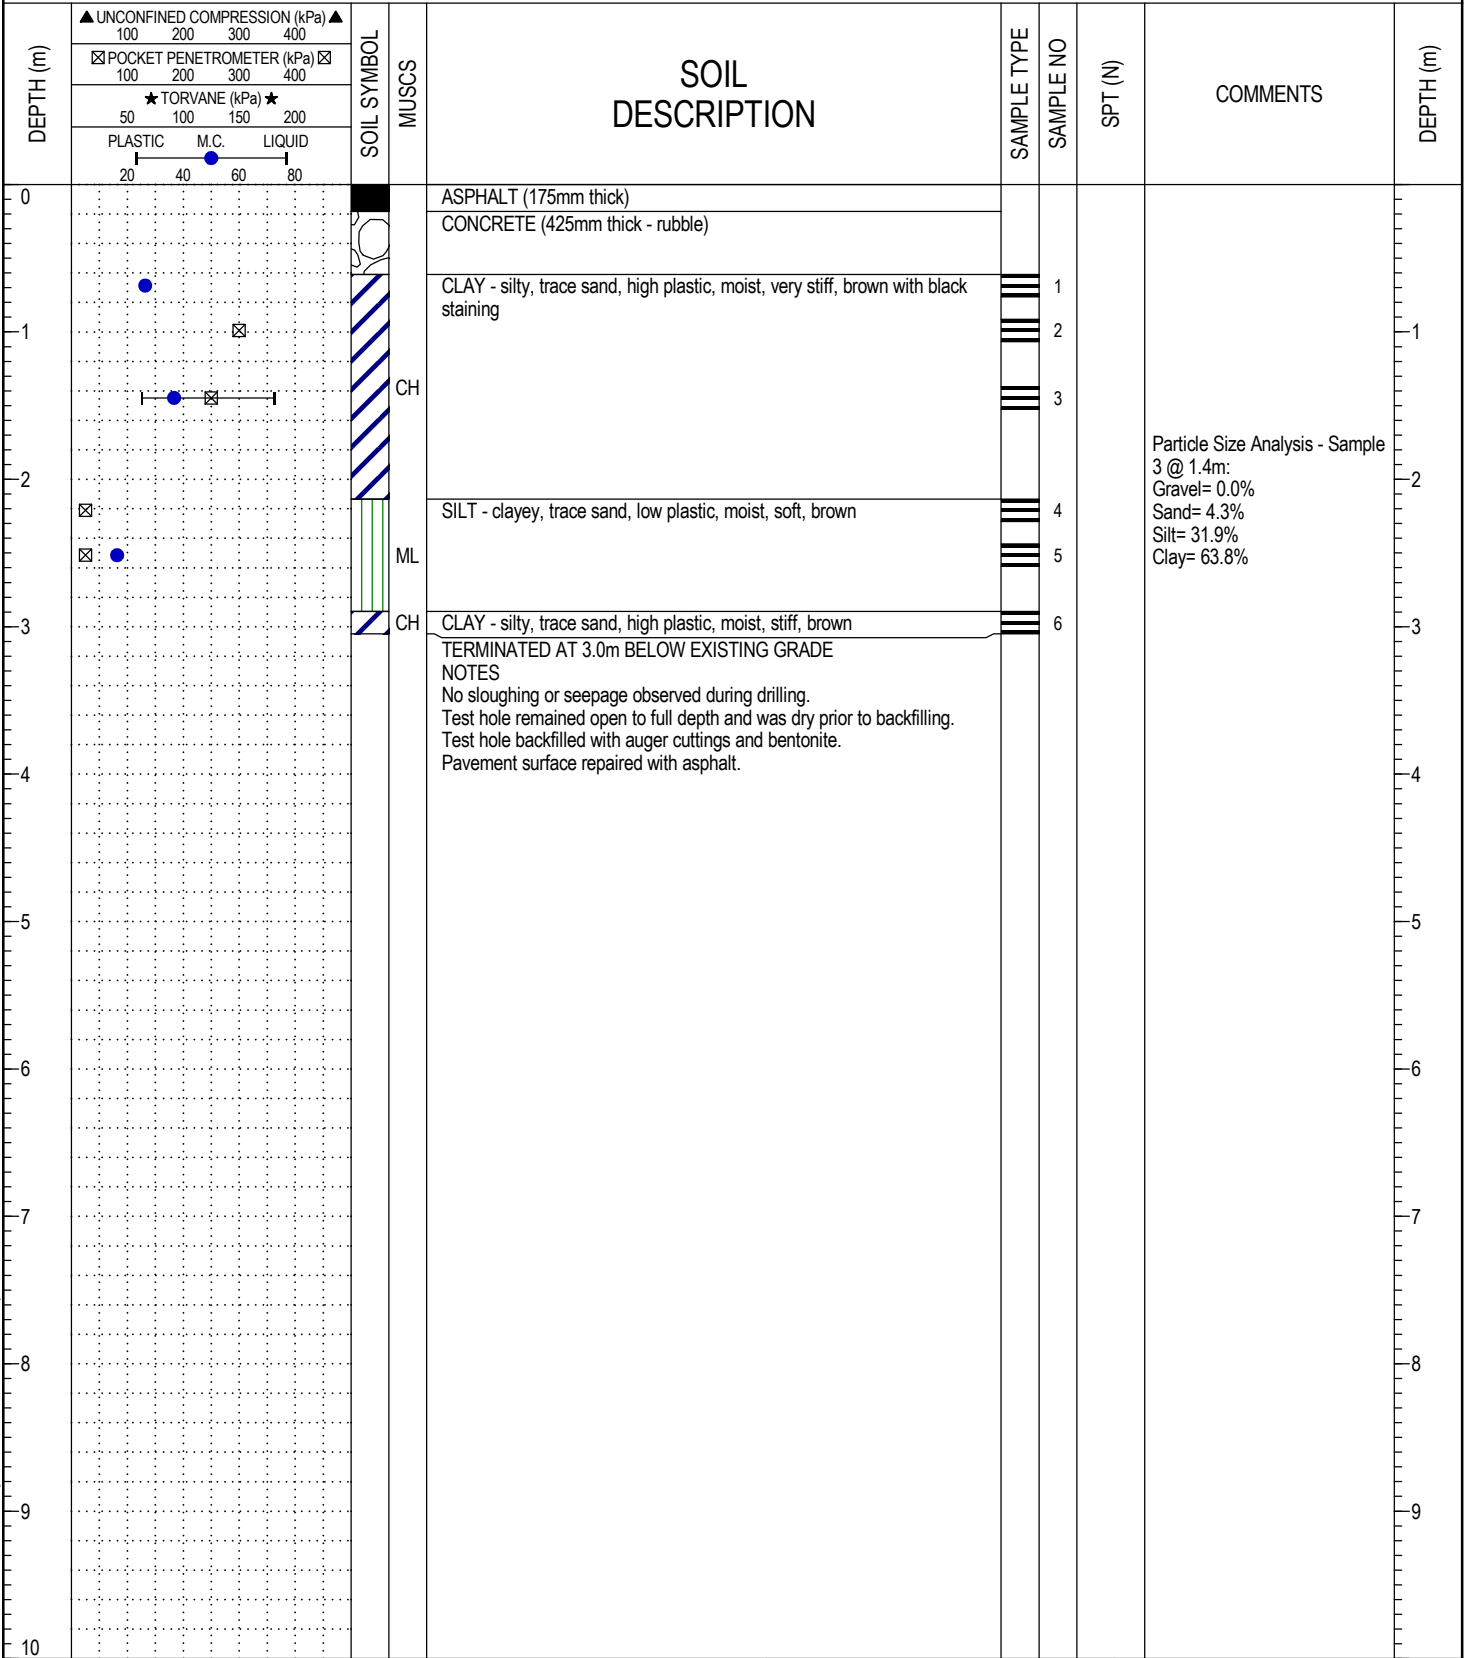 DEPTH (m)
▲ UNCONFINED COMPRESSION (kPa) ▲
100 200 300 400
☒ POCKET PENETROMETER (kPa) ☒
100 200 300 400
★ TORVANE (kPa) ★
50 100 150 200
PLASTIC M.C. LIQUID
20 40 60 80
SOIL SYMBOL
MUSCS
SOIL
DESCRIPTION
SAMPLE TYPE
SAMPLE NO
SPT (N)
COMMENTS
DEPTH (m)
0
ASPHALT (175mm thick)
CONCRETE (425mm thick - rubble)
CLAY - silty, trace sand, high plastic, moist, very stiff, brown with black
staining
1
1
2
1
CH
3
Particle Size Analysis - Sample
3 @ 1.4m:
Gravel= 0.0%
Sand= 4.3%
Silt= 31.9%
Clay= 63.8%
2
2
SILT - clayey, trace sand, low plastic, moist, soft, brown
4
ML
5
CH
CLAY - silty, trace sand, high plastic, moist, stiff, brown
6
3
3
TERMINATED AT 3.0m BELOW EXISTING GRADE
NOTES
No sloughing or seepage observed during drilling.
Test hole remained open to full depth and was dry prior to backfilling.
Test hole backfilled with auger cuttings and bentonite.
Pavement surface repaired with asphalt.
4
4
5
5
6
6
7
7
8
8
9
9
10